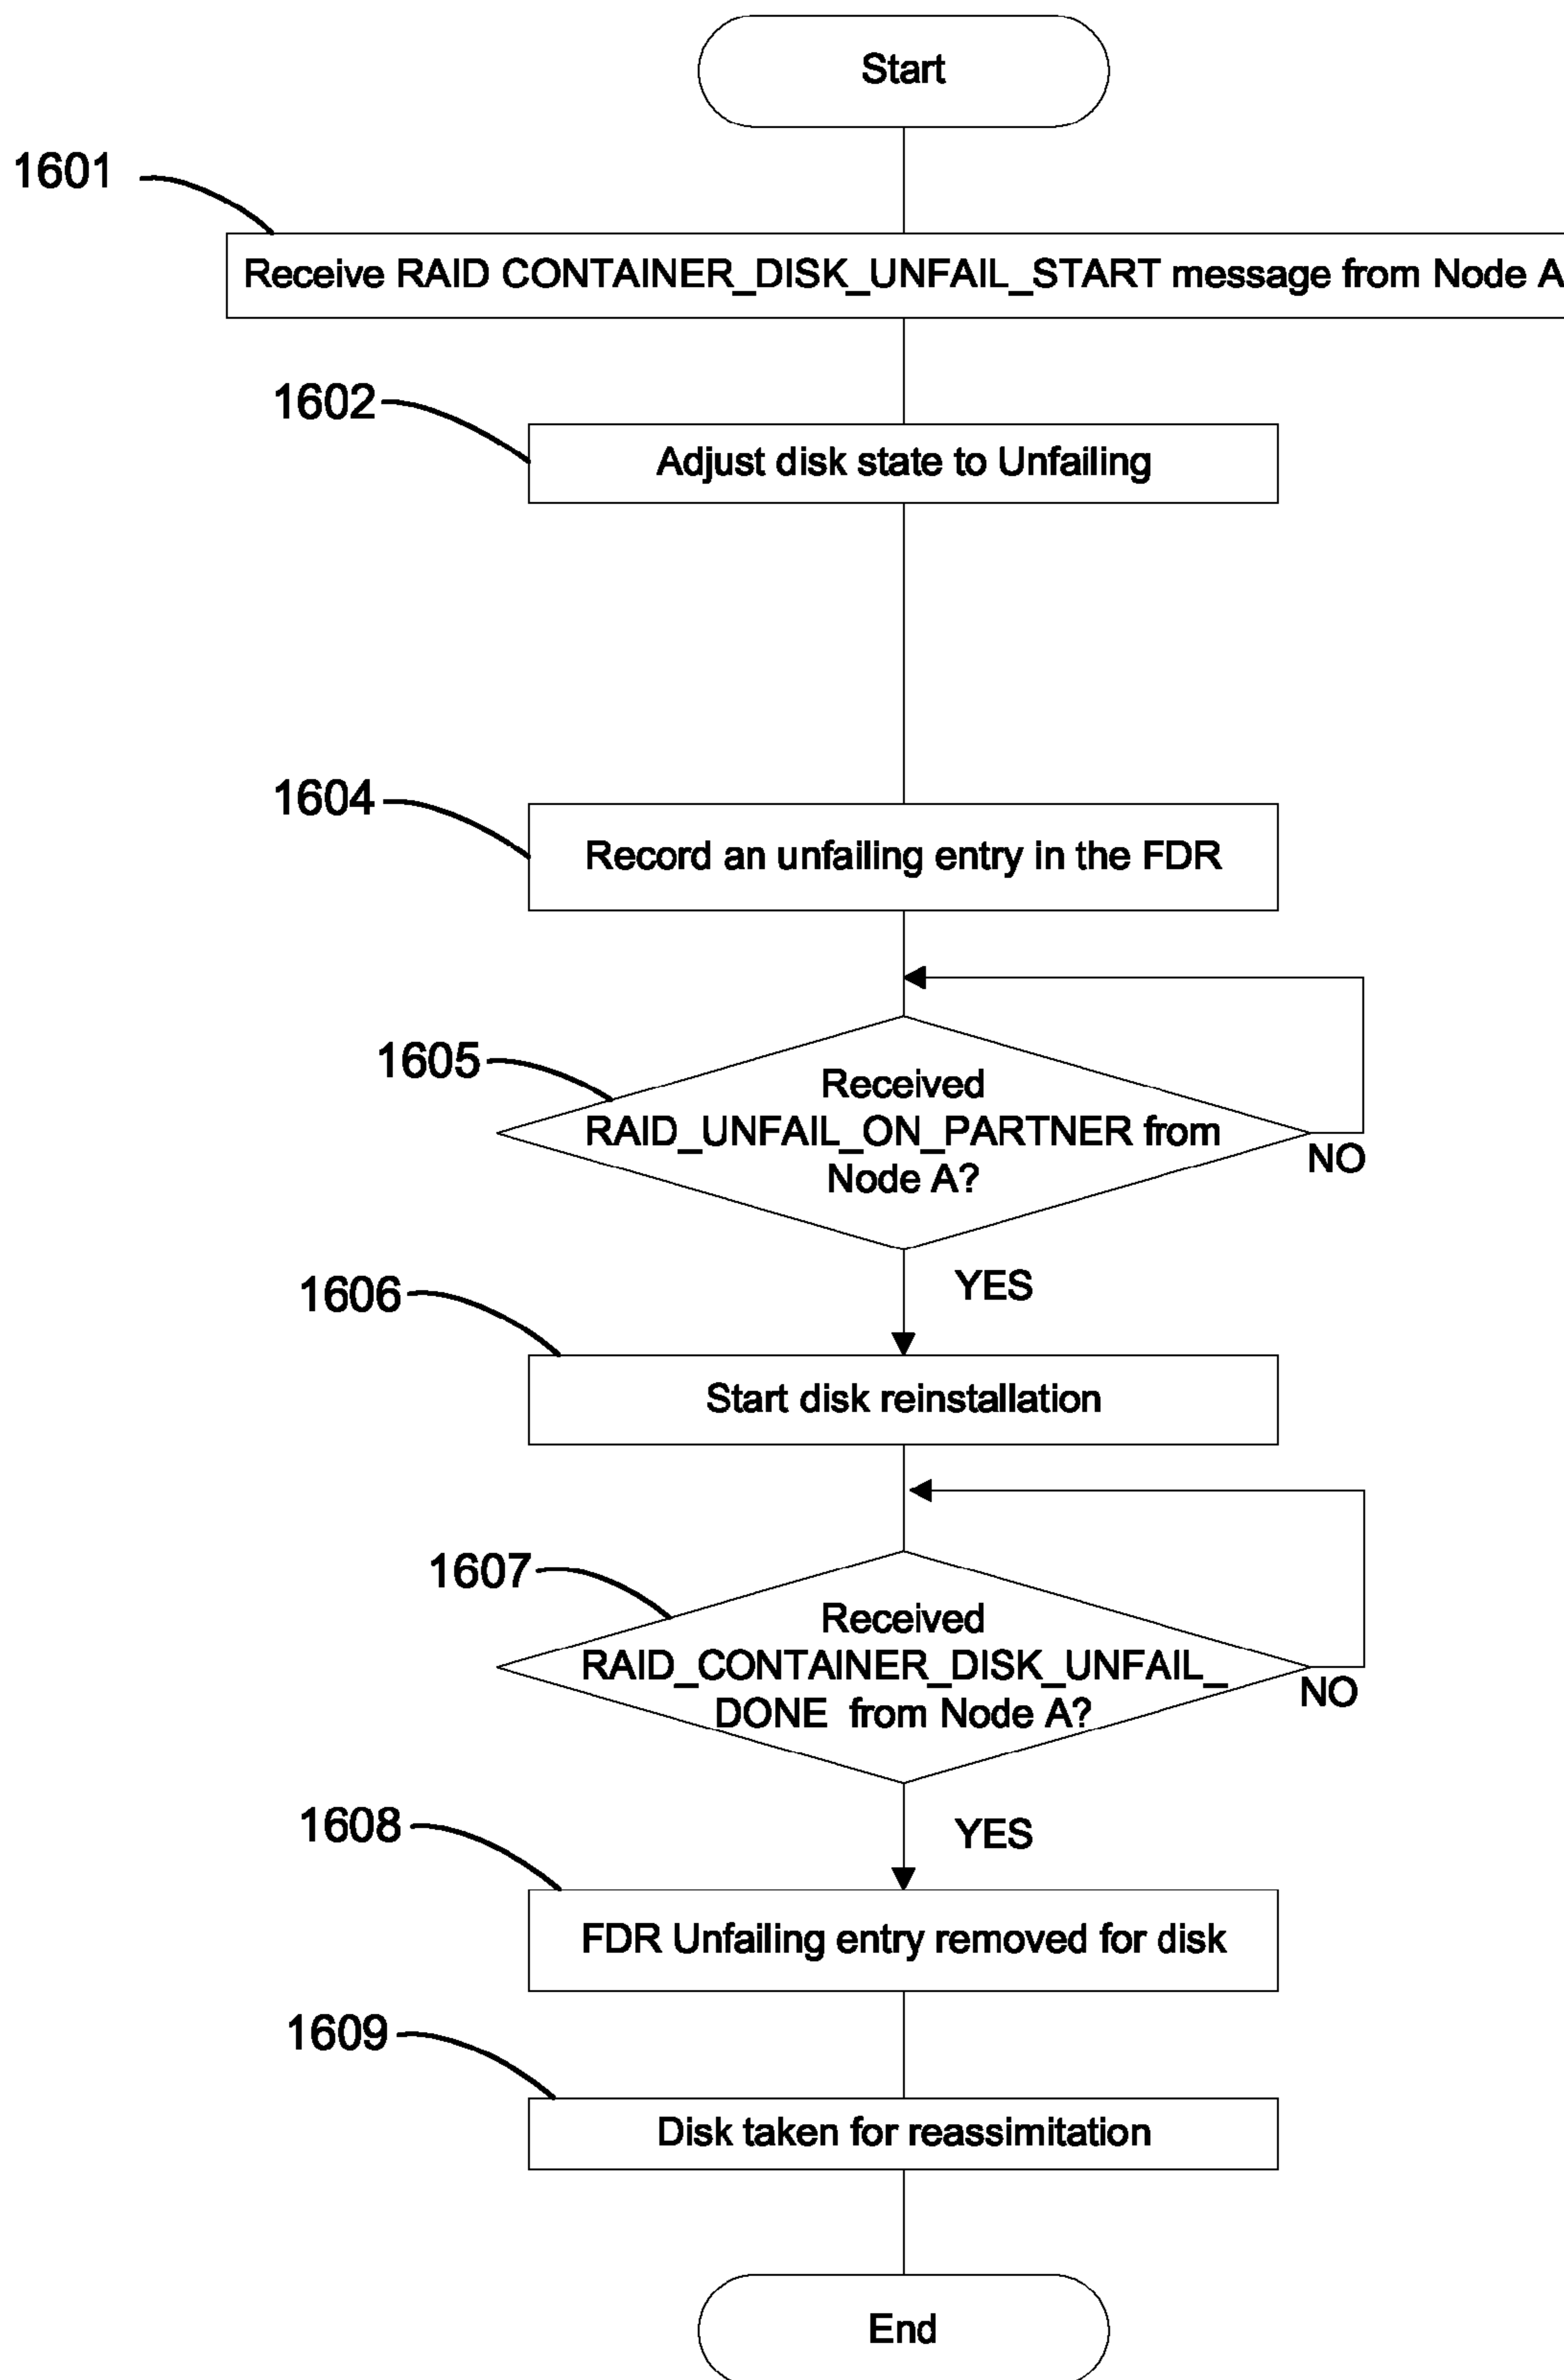 Start
1601
Receive RAID CONTAINER_DISK_UNFAIL_START message from Node A
1602
Adjust disk state to Unfailing
1604
Record an unfailing entry in the FDR
1605
Received
RAID_UNFAIL_ON_PARTNER from
Node A?
NO
YES
1606
Start disk reinstallation
1607
Received
RAID_CONTAINER_DISK_UNFAIL_
DONE from Node A?
NO
YES
1608
FDR Unfailing entry removed for disk
1609
Disk taken for reassimitation
End